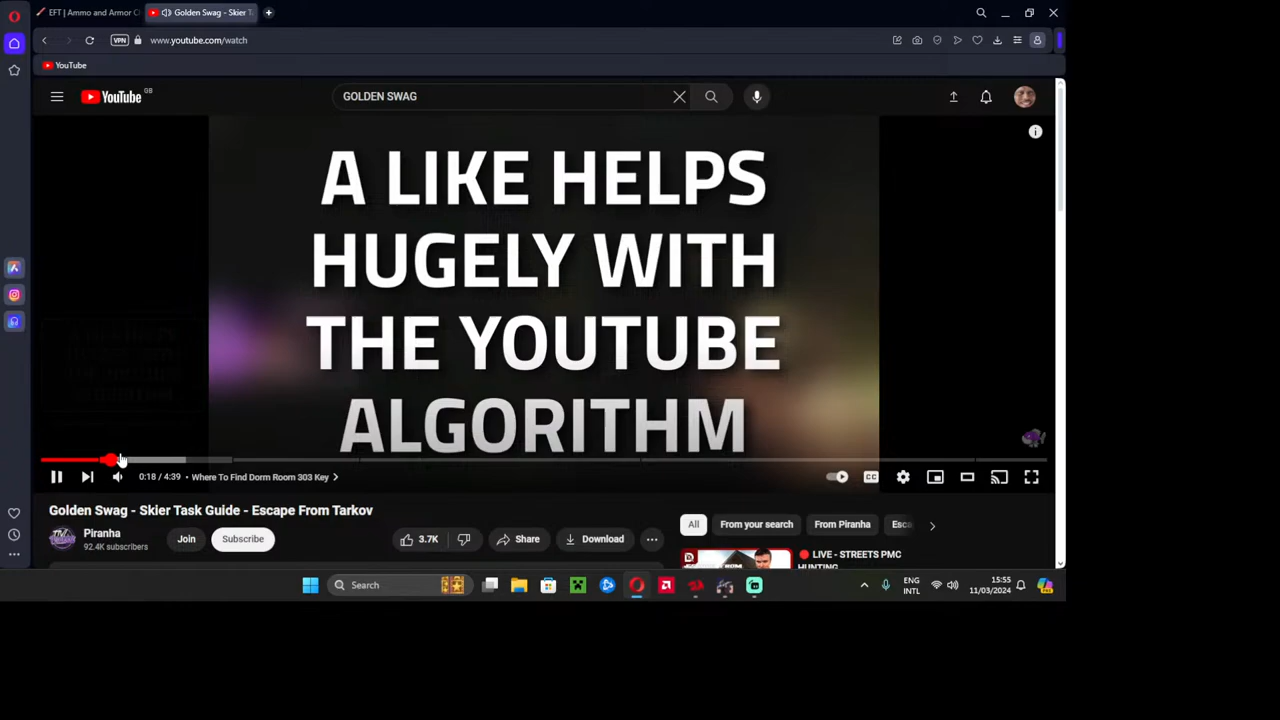 EFT | Ammo and Armor C
Golden Swag - Skier T
VPN
www.youtube.com/watch
YouTube
YouTube GB
GOLDEN SWAG
A LIKE HELPS
HUGELY WITH
THE YOUTUBE
ALGORITHM
0:18 / 4:39 • Where To Find Dorm Room 303 Key
CC
Golden Swag - Skier Task Guide - Escape From Tarkov
Piranha
92.4K subscribers
Join
Subscribe
3.7K
Share
Download
All
From your search
From Piranha
Esca
LIVE - STREETS PMC
HUNTING
Search
ENG
INTL
15:55
11/03/2024